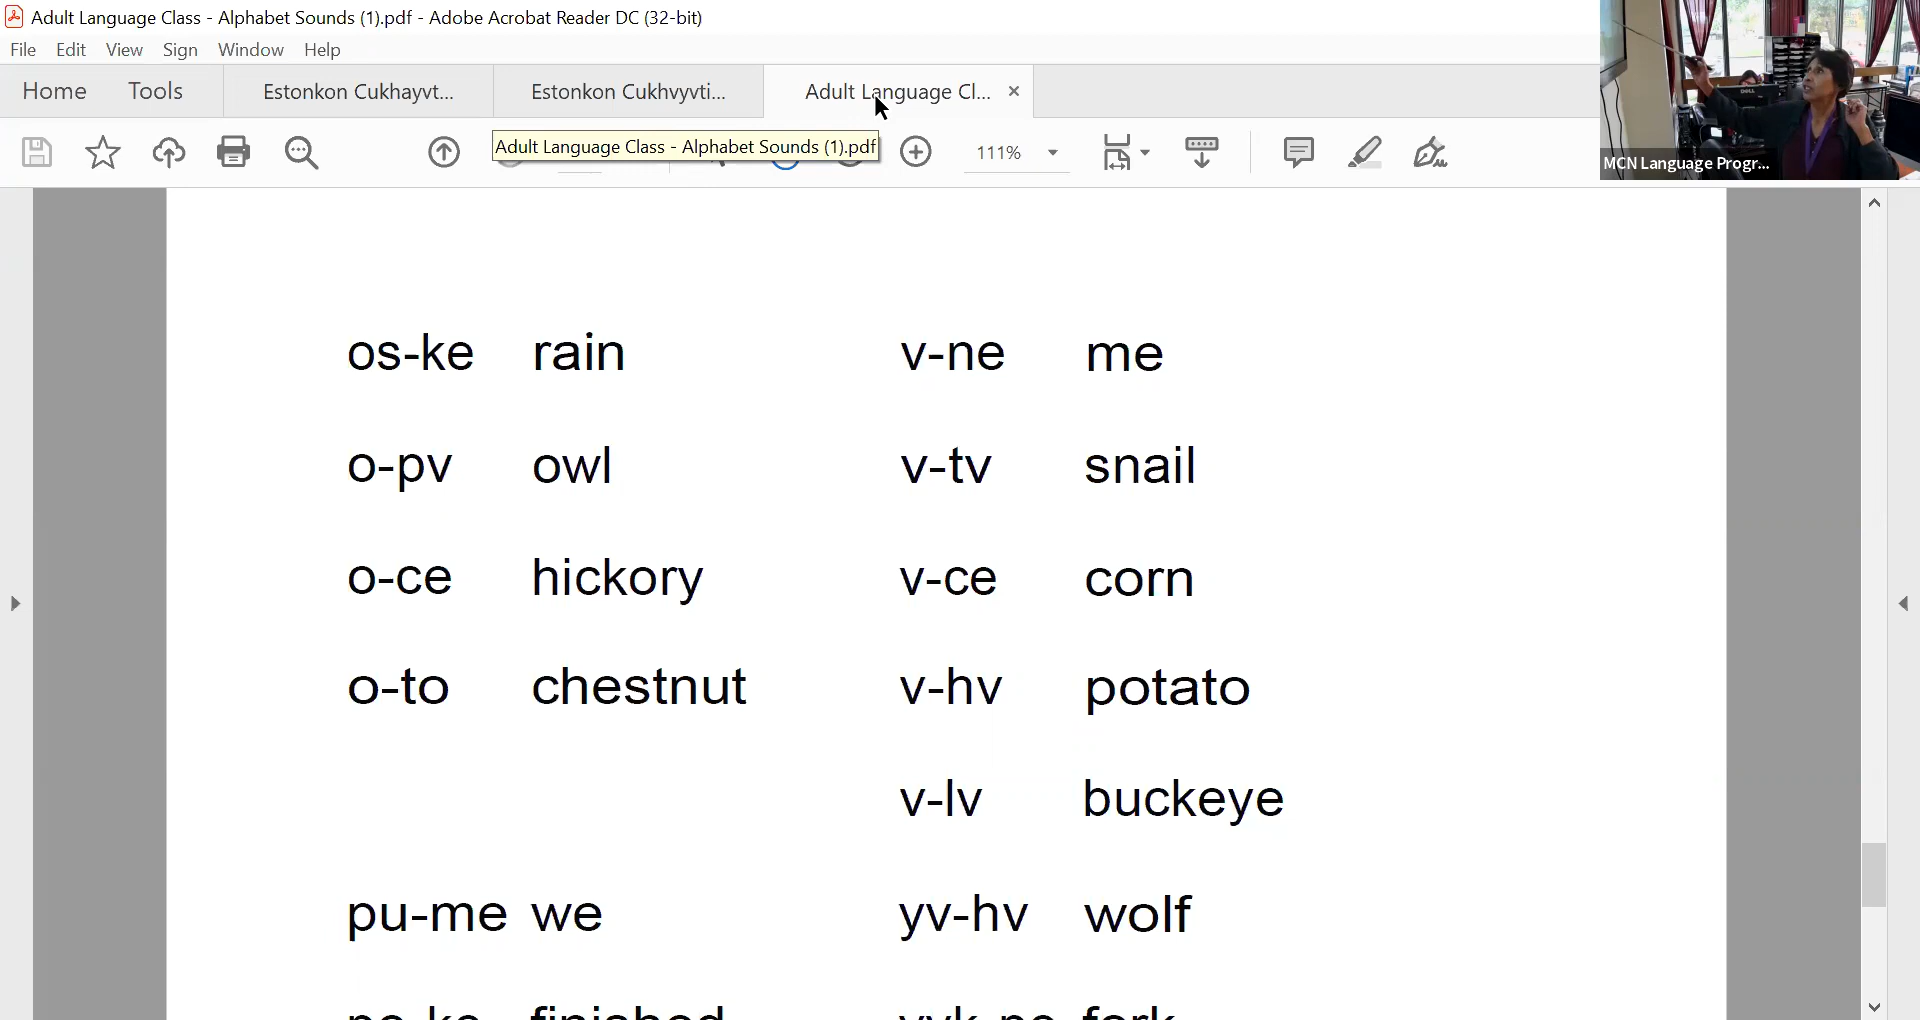 Adult Language Class - Alphabet Sounds (1).pdf - Adobe Acrobat Reader DC (32-bit)
File Edit View Sign Window Help
Home Tools Estonkon Cukhayvt... Estonkon Cukhvyvti... Adult Language Cl... ×
Adult Language Class - Alphabet Sounds (1).pdf 111%
MCN Language Progr...
os-ke rain v-ne me
o-pv owl v-tv snail
o-ce hickory v-ce corn
o-to chestnut v-hv potato
v-lv buckeye
pu-me we yv-hv wolf
finished fork